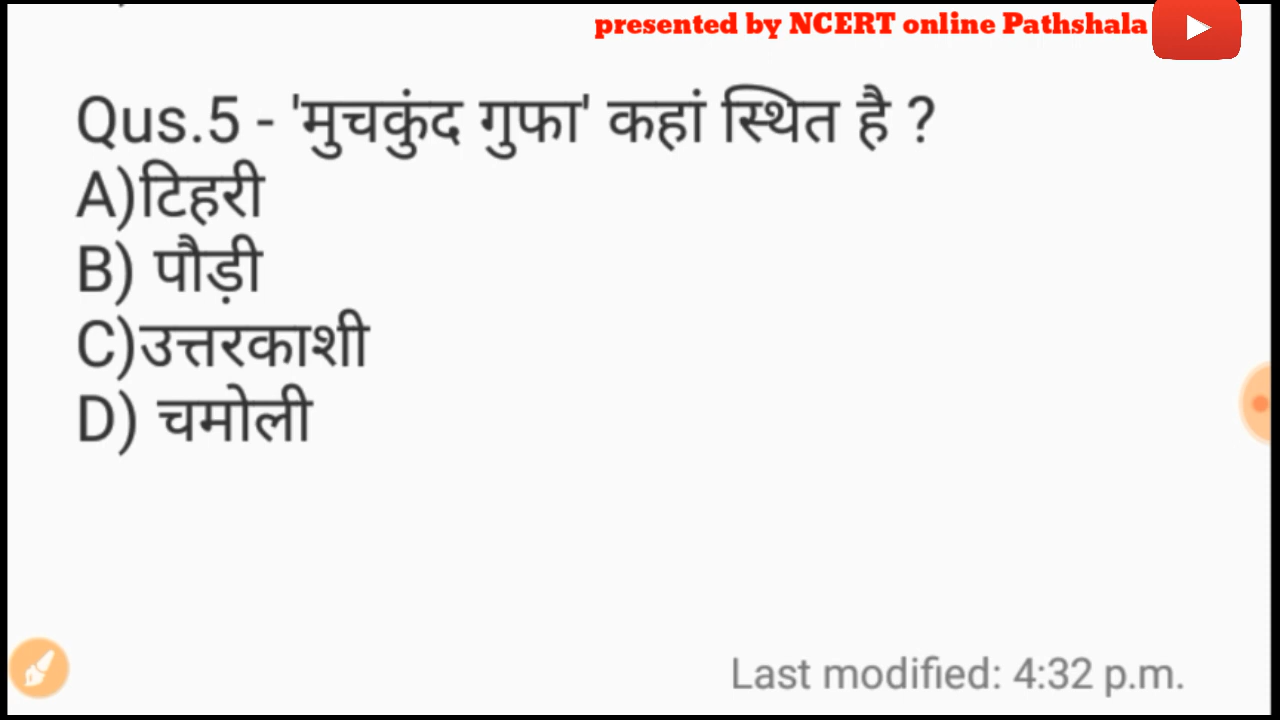 presented by NCERT online Pathshala
Qus.5 - 'मुचकुंद गुफा' कहां स्थित है ?
A)टिहरी
B) पौड़ी
C)उत्तरकाशी
D) चमोली
Last modified: 4:32 p.m.